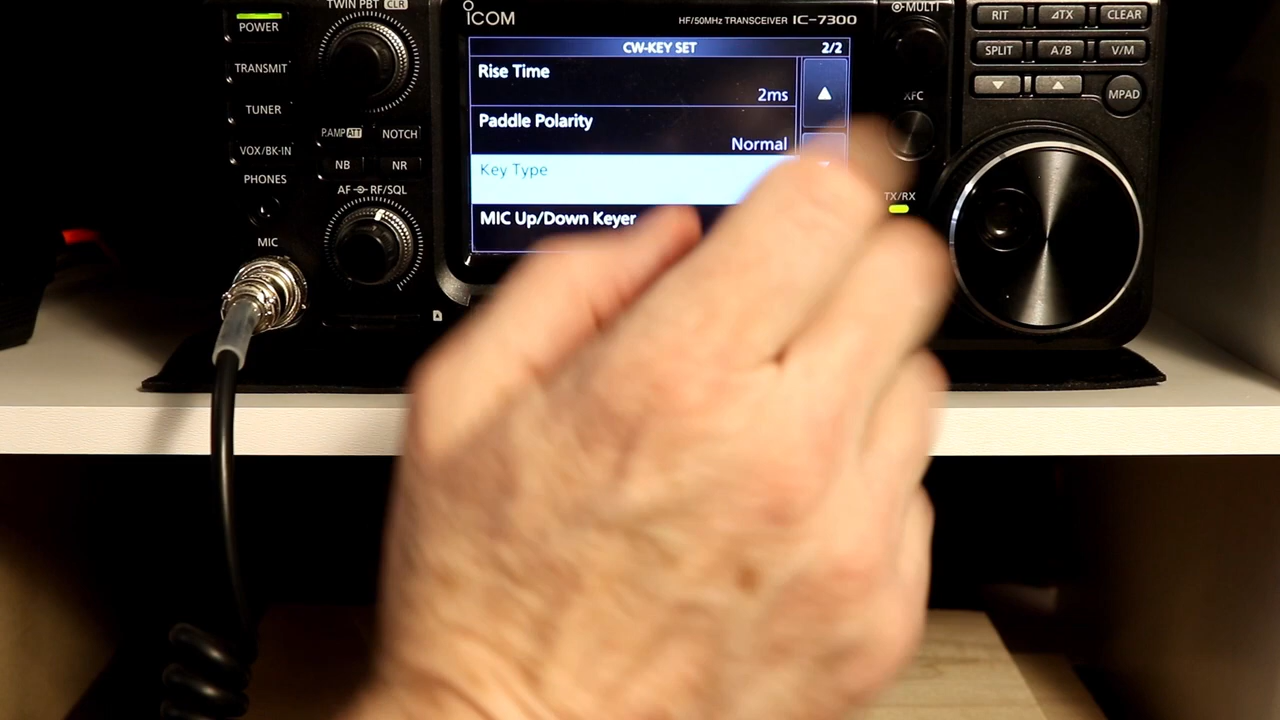 TWIN PBT CLR
POWER
TRANSMIT
TUNER
VOX/BK-IN
PHONES
MIC
P.AMP ATT
NOTCH
NB
NR
AF RF/SQL
ICOM
HF/50MHz TRANSCEIVER IC-7300
CW-KEY SET 2/2
Rise Time
2ms
Paddle Polarity
Normal
Key Type
MIC Up/Down Keyer
MULTI
XFC
TX/RX
RIT
ΔTX
CLEAR
SPLIT
A/B
V/M
MPAD